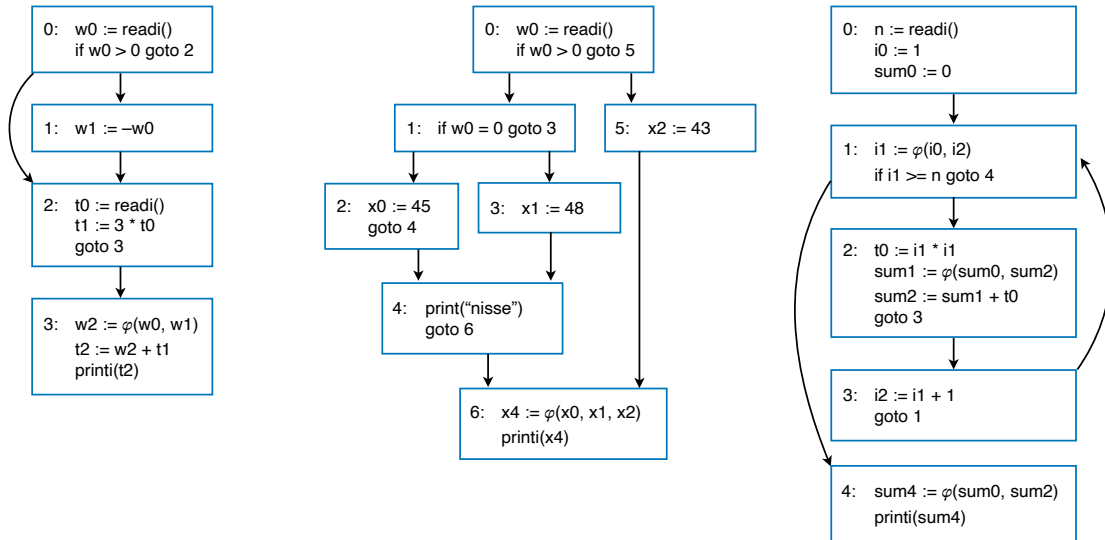 0: w0 := readi()
if w0 > 0 goto 2
1: w1 := –w0
2: t0 := readi()
t1 := 3 * t0
goto 3
3: w2 := φ(w0, w1)
t2 := w2 + t1
printi(t2)
0: w0 := readi()
if w0 > 0 goto 5
1: if w0 = 0 goto 3
5: x2 := 43
2: x0 := 45
goto 4
3: x1 := 48
4: print(“nisse”)
goto 6
6: x4 := φ(x0, x1, x2)
printi(x4)
0: n := readi()
i0 := 1
sum0 := 0
1: i1 := φ(i0, i2)
if i1 >= n goto 4
2: t0 := i1 * i1
sum1 := φ(sum0, sum2)
sum2 := sum1 + t0
goto 3
3: i2 := i1 + 1
goto 1
4: sum4 := φ(sum0, sum2)
printi(sum4)